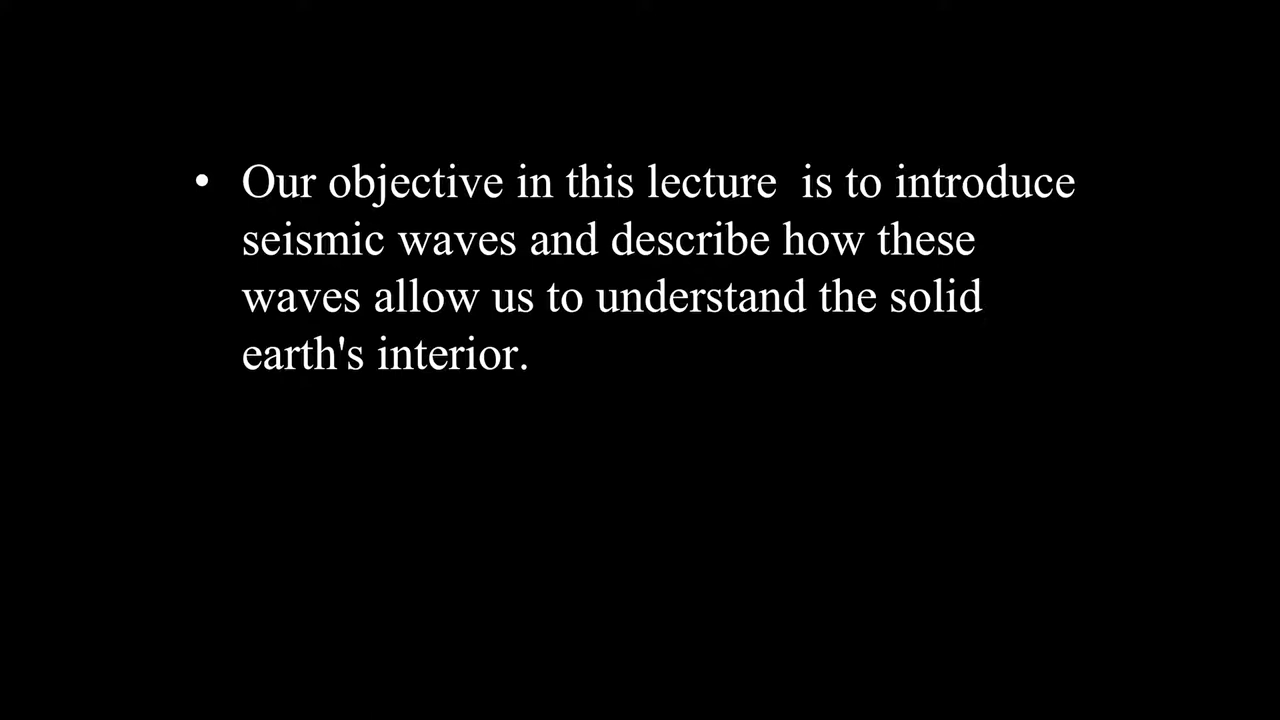 • Our objective in this lecture  is to introduce
seismic waves and describe how these
waves allow us to understand the solid
earth's interior.